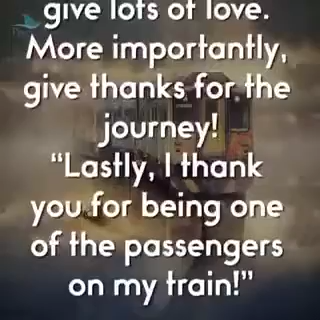 give lots of love.
More importantly,
give thanks for the
journey!
“Lastly, I thank
you for being one
of the passengers
on my train!”